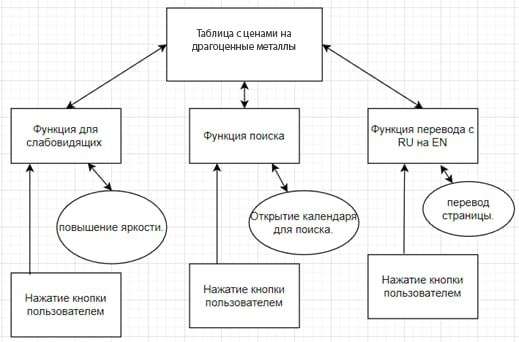 Таблица с ценами на
драгоценные металлы
Функция для
слабовидящих
Функция поиска
Функция перевода с
RU на EN
повышение яркости.
Открытие календаря
для поиска.
перевод
страницы.
Нажатие кнопки
пользователем
Нажатие кнопки
пользователем
Нажатие кнопки
пользователем